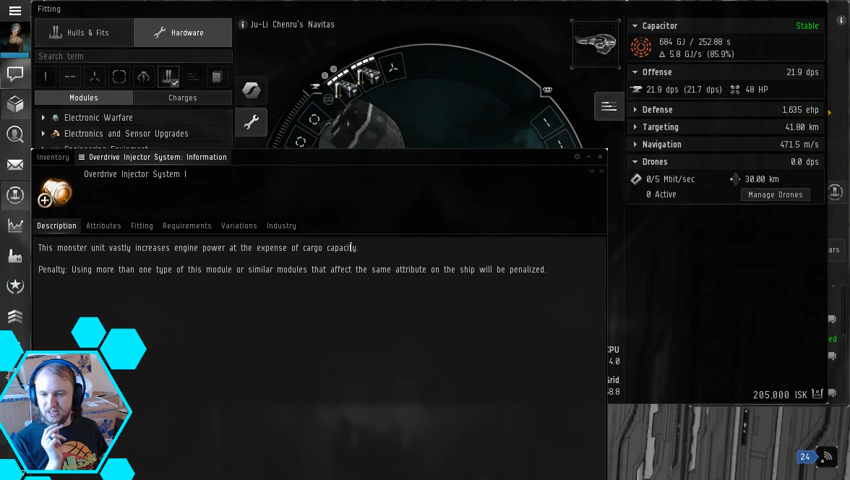 Fitting
Hulls & Fits
Hardware
Search term
Modules
Charges
Electronic Warfare
Electronics and Sensor Upgrades
Ju-Li Chenru's Navitas
Capacitor
Stable
684 GJ / 252.88 s
Δ 5.8 GJ/s (85.9%)
Offense
21.9 dps
21.9 dps (21.7 dps)
48 HP
Defense
1,635 ehp
Targeting
41.80 km
Navigation
471.5 m/s
Drones
0.0 dps
0/5 Mbit/sec
30.00 km
0 Active
Manage Drones
Inventory
Overdrive Injector System: Information
Overdrive Injector System I
Description
Attributes
Fitting
Requirements
Variations
Industry
This monster unit vastly increases engine power at the expense of cargo capacity.
Penalty: Using more than one type of this module or similar modules that affect the same attribute on the ship will be penalized.
CPU
4.0
205,000 ISK
24